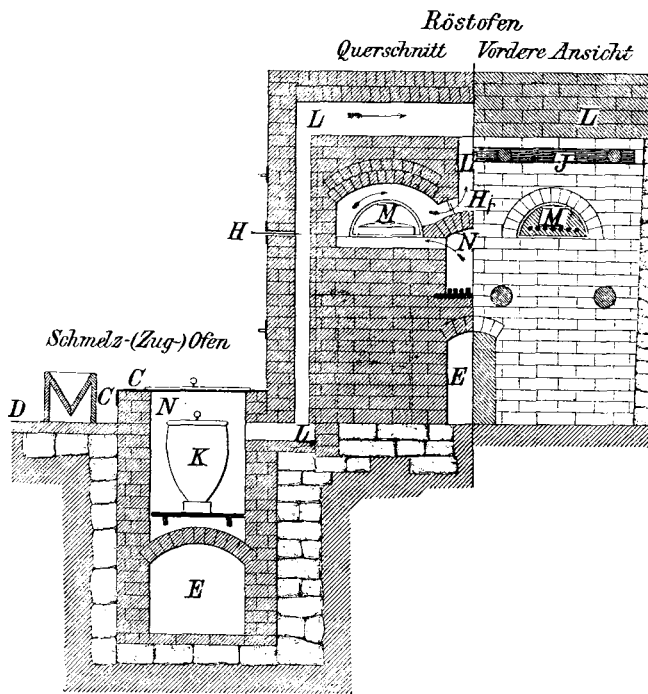 Röstofen
Querschnitt Vordere Ansicht
L L
L J
M H M
H N
Schmelz-(Zug-)Ofen
C E
D C N
L
K
E